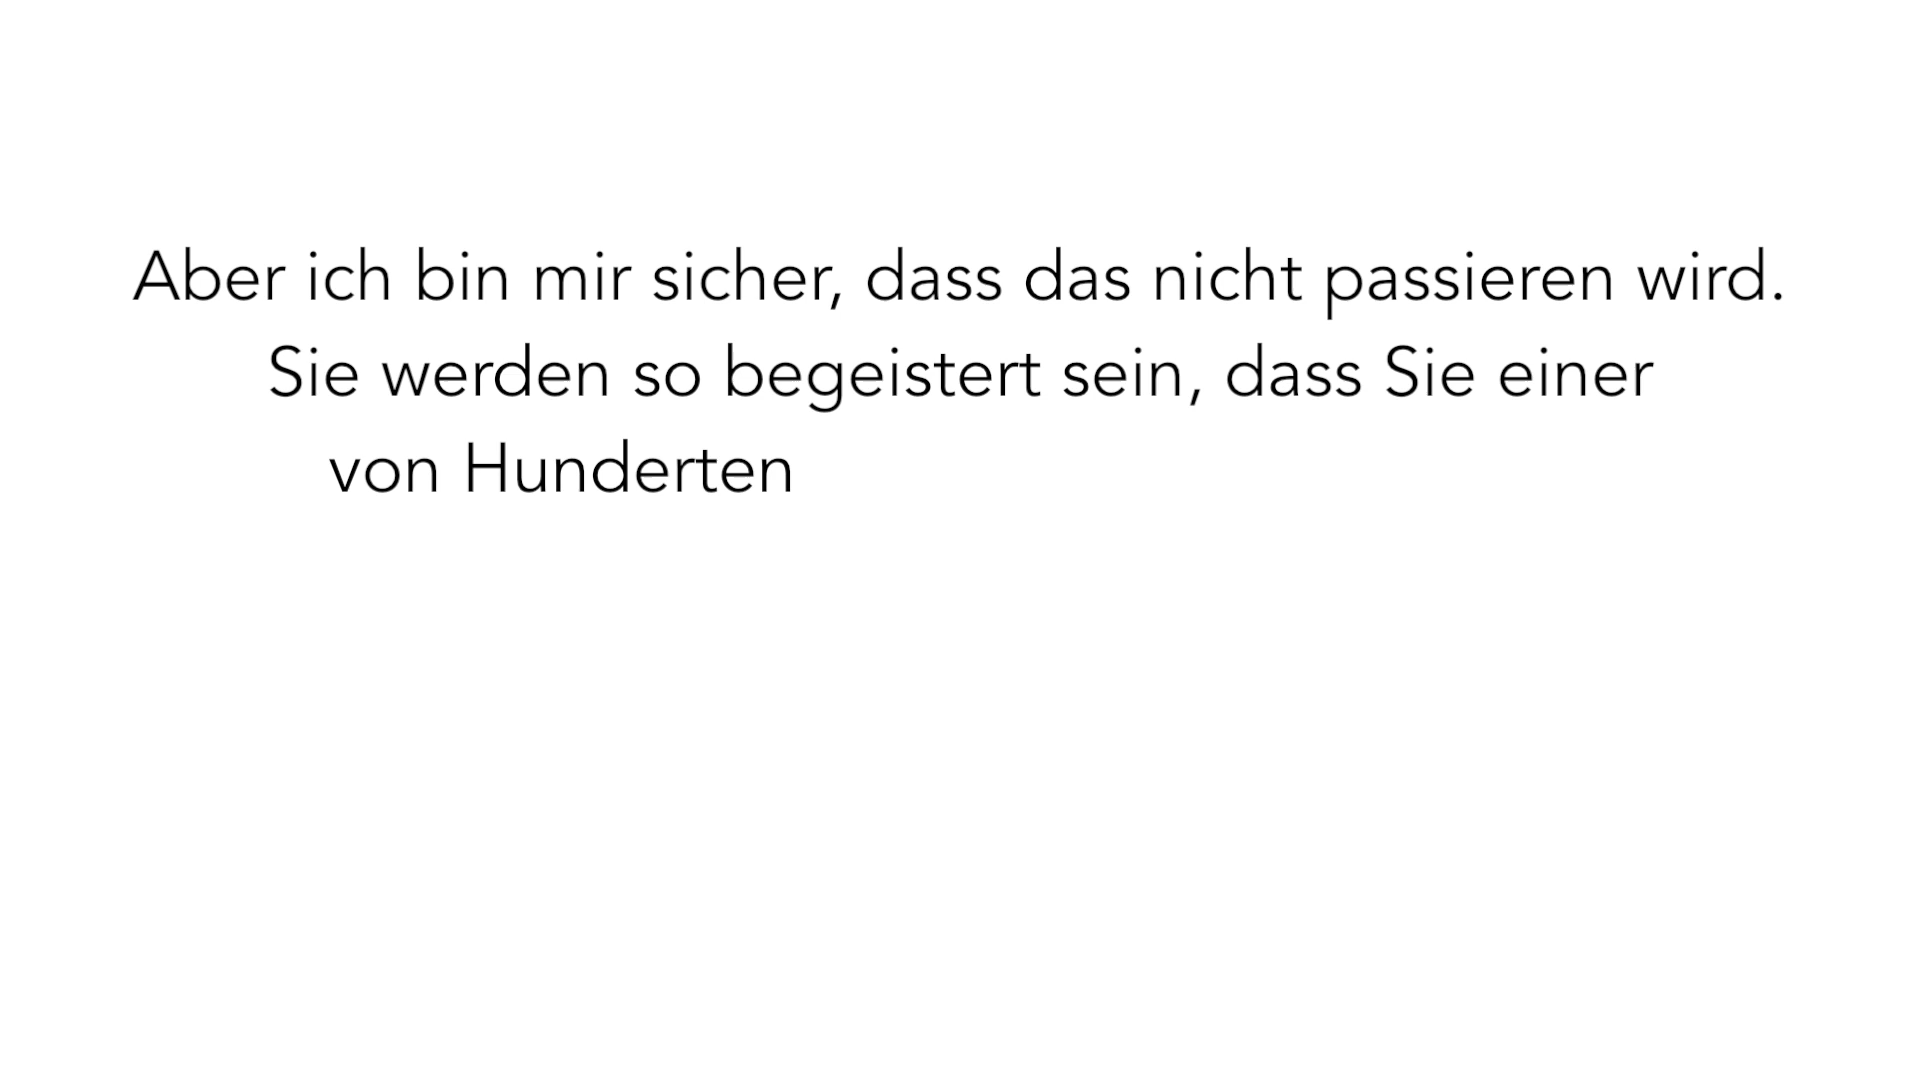 Aber ich bin mir sicher, dass das nicht passieren wird.
Sie werden so begeistert sein, dass Sie einer
von Hunderten